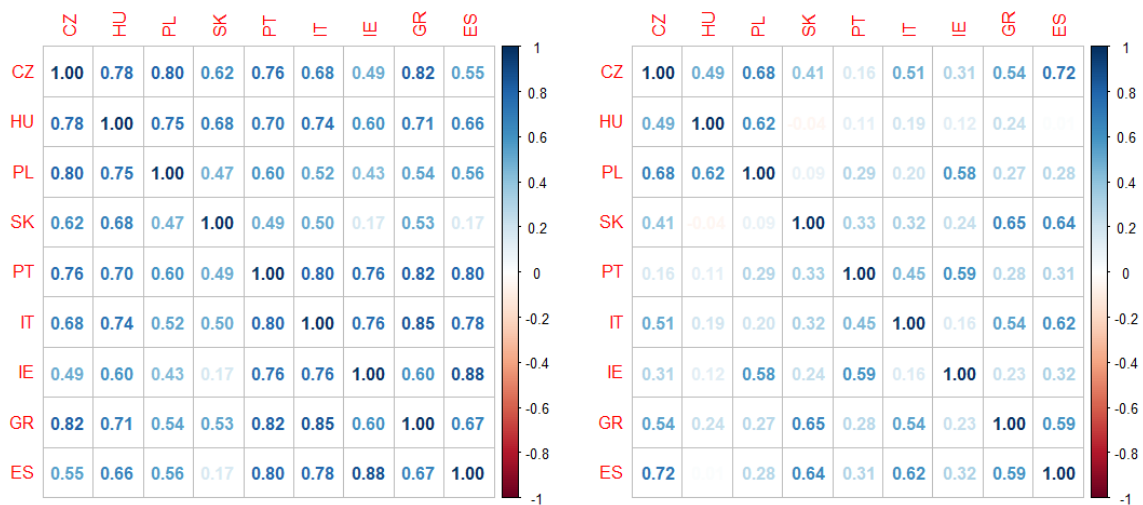 CZ HU PL SK PT IT IE GR ES
CZ 1.00 0.78 0.80 0.62 0.76 0.68 0.49 0.82 0.55
HU 0.78 1.00 0.75 0.68 0.70 0.74 0.60 0.71 0.66
PL 0.80 0.75 1.00 0.47 0.60 0.52 0.43 0.54 0.56
SK 0.62 0.68 0.47 1.00 0.49 0.50 0.17 0.53 0.17
PT 0.76 0.70 0.60 0.49 1.00 0.80 0.76 0.82 0.80
IT 0.68 0.74 0.52 0.50 0.80 1.00 0.76 0.85 0.78
IE 0.49 0.60 0.43 0.17 0.76 0.76 1.00 0.60 0.88
GR 0.82 0.71 0.54 0.53 0.82 0.85 0.60 1.00 0.67
ES 0.55 0.66 0.56 0.17 0.80 0.78 0.88 0.67 1.00
1
0.8
0.6
0.4
0.2
0
-0.2
-0.4
-0.6
-0.8
-1
CZ HU PL SK PT IT IE GR ES
CZ 1.00 0.49 0.68 0.41 0.16 0.51 0.31 0.54 0.72
HU 0.49 1.00 0.62 -0.04 0.11 0.19 0.12 0.24
PL 0.68 0.62 1.00 0.09 0.29 0.20 0.58 0.27 0.28
SK 0.41 -0.04 0.09 1.00 0.33 0.32 0.24 0.65 0.64
PT 0.16 0.11 0.29 0.33 1.00 0.45 0.59 0.28 0.31
IT 0.51 0.19 0.20 0.32 0.45 1.00 0.16 0.54 0.62
IE 0.31 0.12 0.58 0.24 0.59 0.16 1.00 0.23 0.32
GR 0.54 0.24 0.27 0.65 0.28 0.54 0.23 1.00 0.59
ES 0.72 0.28 0.64 0.31 0.62 0.32 0.59 1.00
1
0.8
0.6
0.4
0.2
0
-0.2
-0.4
-0.6
-0.8
-1